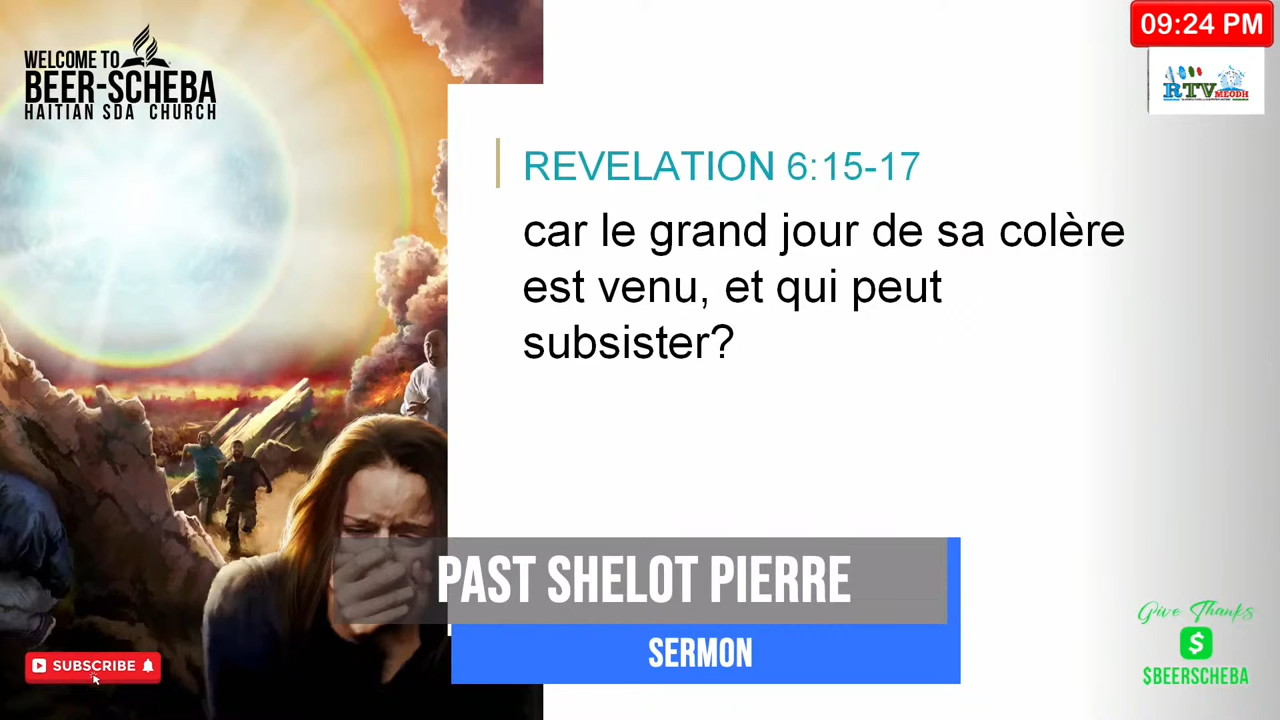 WELCOME TO
BEER-SCHEBA
HAITIAN SDA CHURCH
09:24 PM
RTV MEODH
REVELATION 6:15-17
car le grand jour de sa colère
est venu, et qui peut
subsister?
PAST SHELOT PIERRE
SERMON
SUBSCRIBE
Give Thanks
$
$BEERSCHEBA